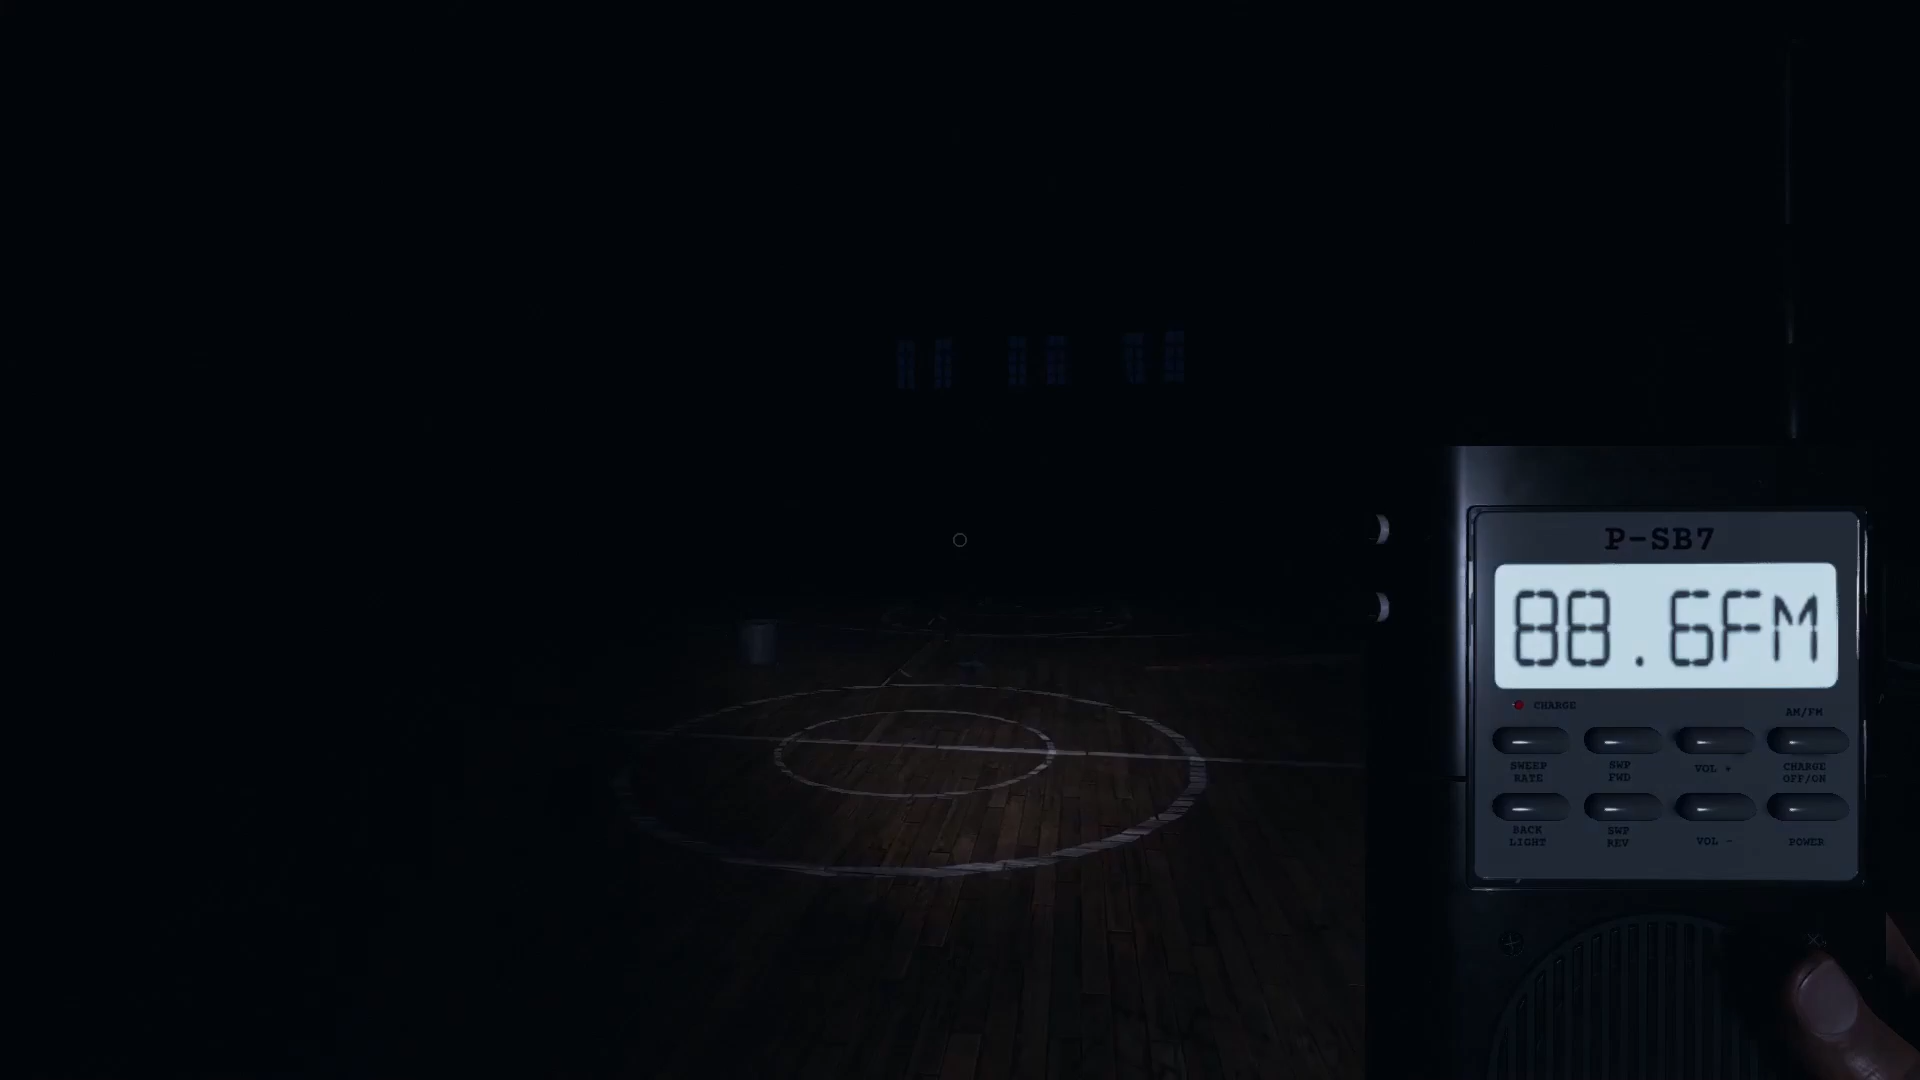 P-SB7
88.6FM
CHARGE
AM/FM
SWEEP RATE
SWP FWD
VOL +
CHARGE OFF/ON
BACK LIGHT
SWP REV
VOL -
POWER